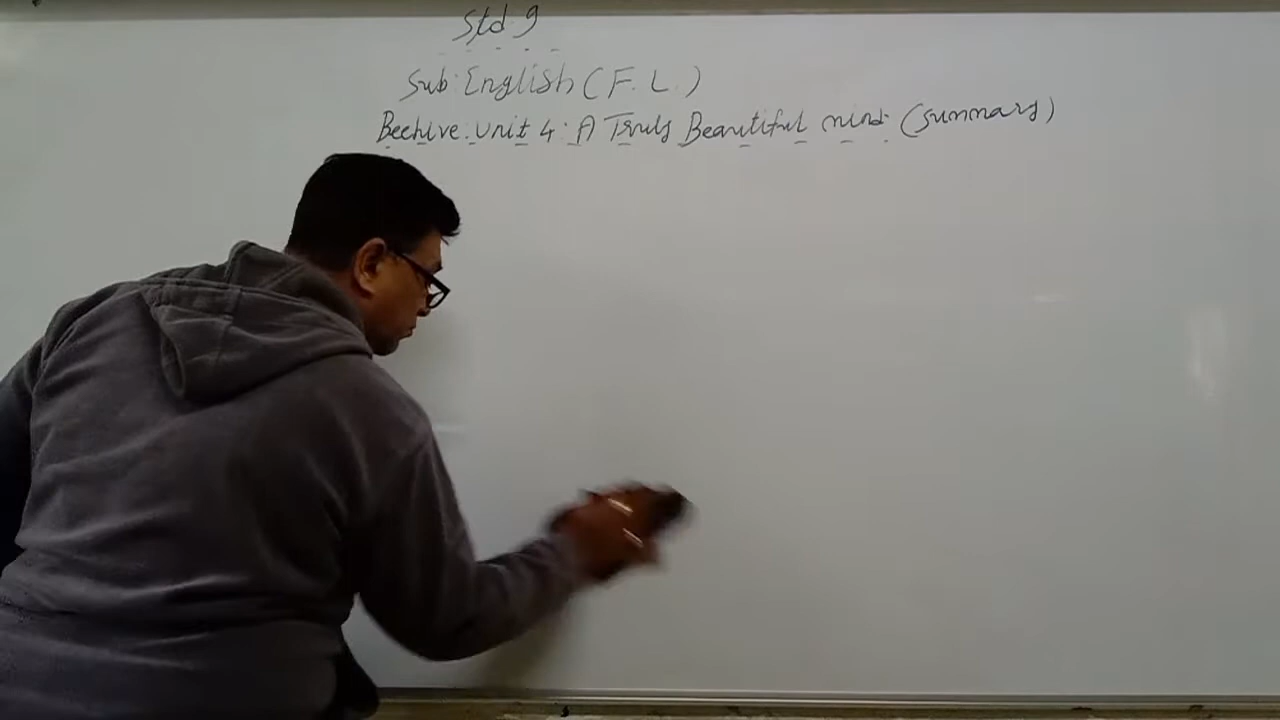 Std 9
Sub: English (F. L.)
Beehive: Unit 4: A Truly Beautiful mind (summary)